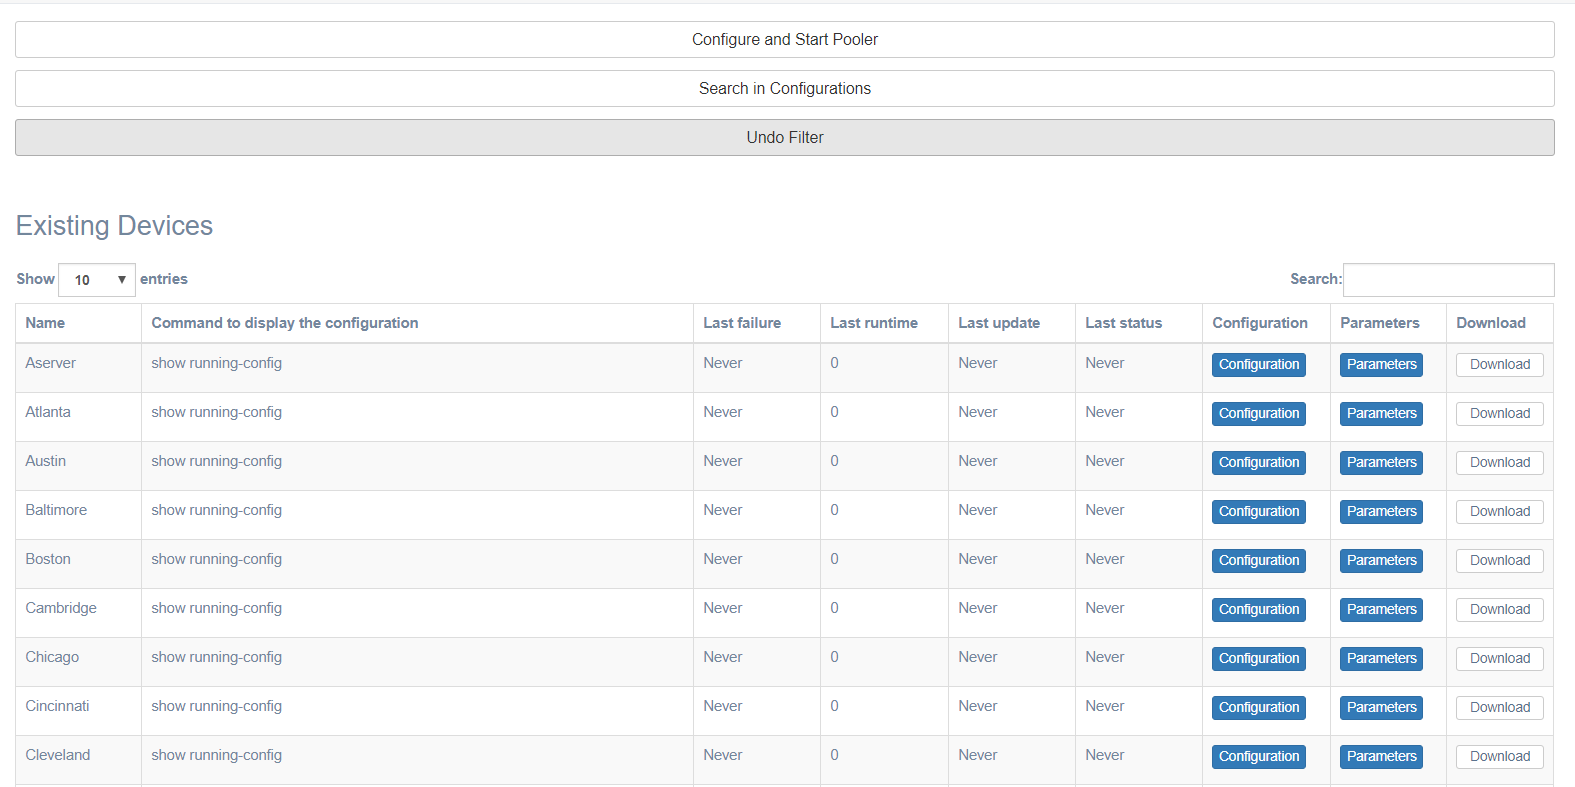 Configure and Start Pooler
Search in Configurations
Undo Filter
Existing Devices
Show 10 ▼ entries Search:
Name Command to display the configuration Last failure Last runtime Last update Last status Configuration Parameters Download
Aserver show running-config Never 0 Never Never Configuration Parameters Download
Atlanta show running-config Never 0 Never Never Configuration Parameters Download
Austin show running-config Never 0 Never Never Configuration Parameters Download
Baltimore show running-config Never 0 Never Never Configuration Parameters Download
Boston show running-config Never 0 Never Never Configuration Parameters Download
Cambridge show running-config Never 0 Never Never Configuration Parameters Download
Chicago show running-config Never 0 Never Never Configuration Parameters Download
Cincinnati show running-config Never 0 Never Never Configuration Parameters Download
Cleveland show running-config Never 0 Never Never Configuration Parameters Download